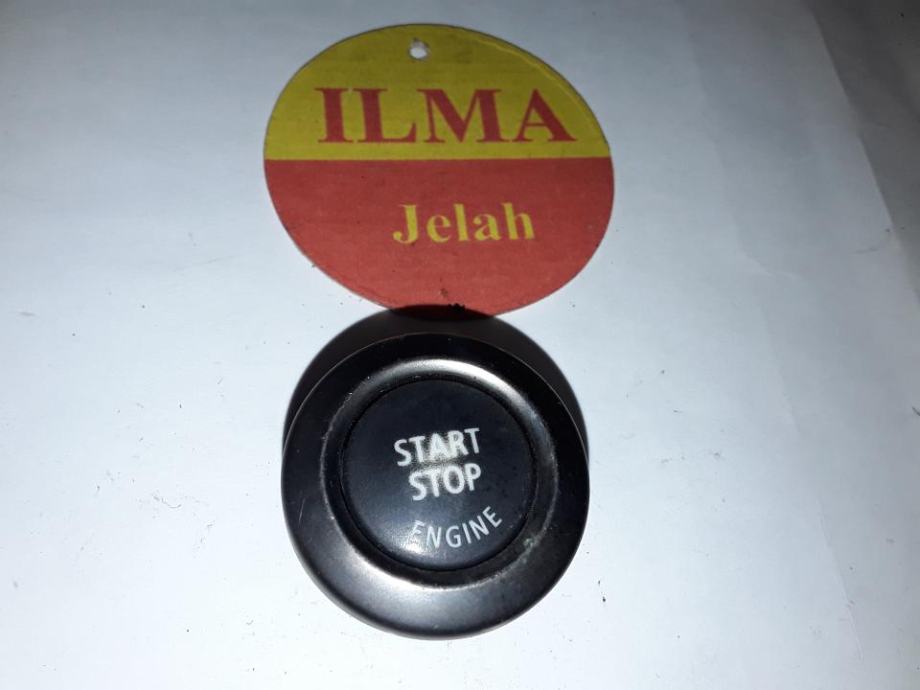 ILMA
Jelah
START
STOP
ENGINE